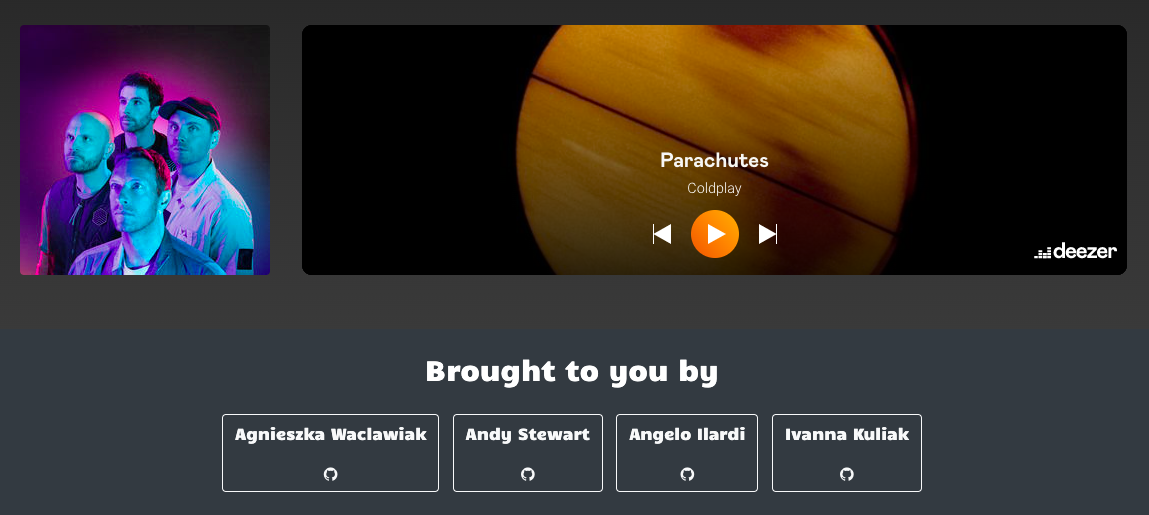 Parachutes
Coldplay
deezer
Brought to you by
Agnieszka Waclawiak
Andy Stewart
Angelo Ilardi
Ivanna Kuliak